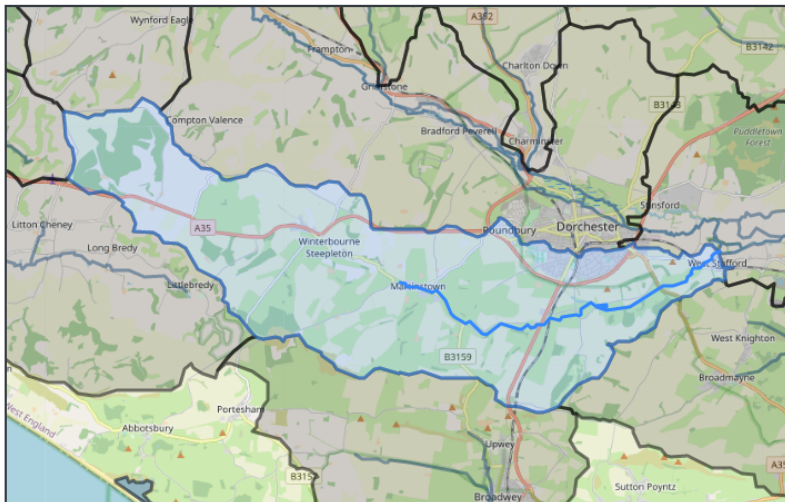 Wynford Eagle
A352
Frampton
B3142
Charlton Down
Grimstone
B3143
Compton Valence
Bradford Peverell
Charminster
Puddletown
Forest
Stinsford
Litton Cheney
A35
Poundbury
Dorchester
Long Bredy
Winterbourne
Steepleton
West Stafford
Littlebredy
Martinstown
B3159
West Knighton
Broadmayne
West England
Portesham
Abbotsbury
Upwey
A35
B3157
Sutton Poyntz
Broadwey